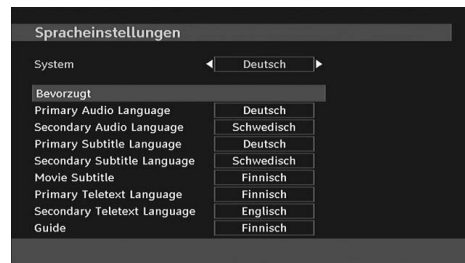 Spracheinstellungen
System Deutsch
Bevorzugt
Primary Audio Language Deutsch
Secondary Audio Language Schwedisch
Primary Subtitle Language Deutsch
Secondary Subtitle Language Schwedisch
Movie Subtitle Finnisch
Primary Teletext Language Finnisch
Secondary Teletext Language Englisch
Guide Finnisch